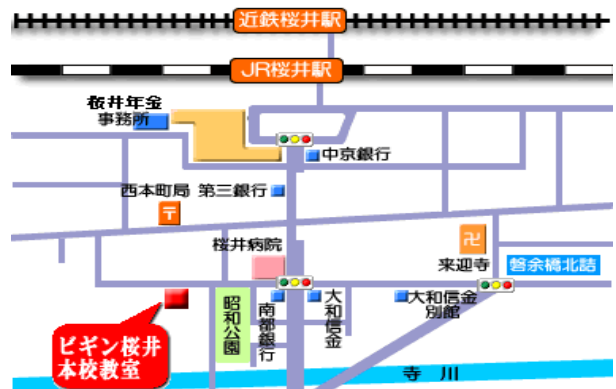 近鉄桜井駅
JR桜井駅
桜井年金
事務所
中京銀行
西本町局
第三銀行
〒
桜井病院
卍
来迎寺
磐余橋北詰
昭和公園
南都銀行
大和信金
大和信金
別館
ビギン桜井
本校教室
寺川